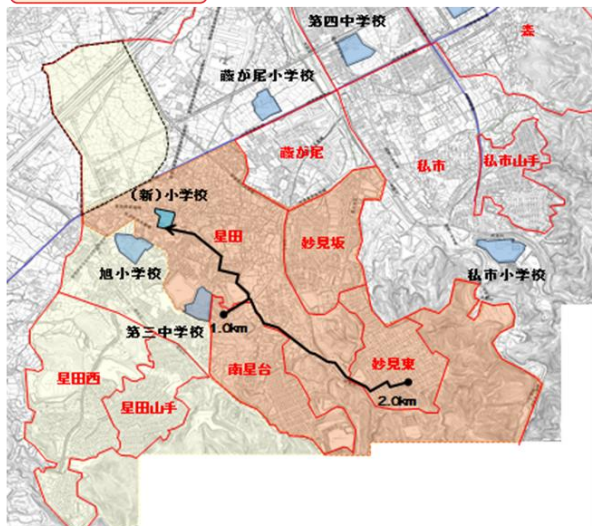 第四中学校
藤が尾小学校
藤が尾
私市
私市山手
(新)小学校
星田
妙見坂
旭小学校
私市小学校
第三中学校
1.0km
南星台
妙見東
星田西
星田山手
2.0km